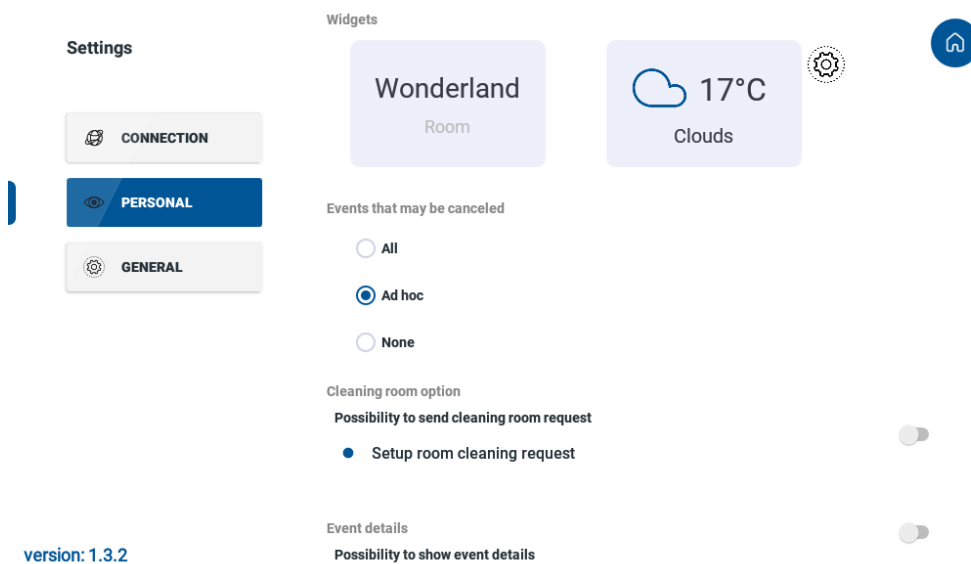 Settings
CONNECTION
PERSONAL
GENERAL
version: 1.3.2
Widgets
Wonderland
Room
17°C
Clouds
Events that may be canceled
All
Ad hoc
None
Cleaning room option
Possibility to send cleaning room request
Setup room cleaning request
Event details
Possibility to show event details